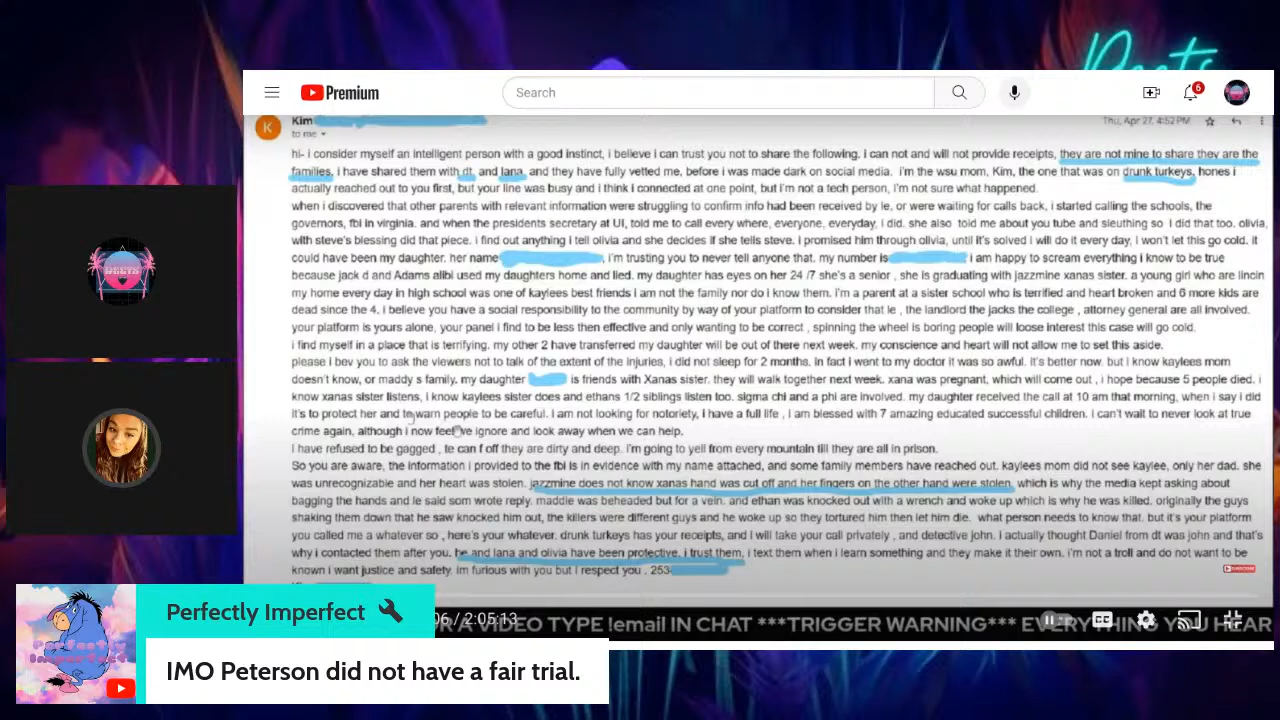 Premium
Search
6
K
Kim
Thu, Apr 27, 4:52 PM
to me
hi- i consider myself an intelligent person with a good instinct, i believe i can trust you not to share the following. i can not and will not provide receipts, they are not mine to share they are the
families, i have shared them with dt, and lana, and they have fully vetted me, before i was made dark on social media. i'm the wsu mom, Kim, the one that was on drunk turkeys, hones i
actually reached out to you first, but your line was busy and i think i connected at one point, but i'm not a tech person, i'm not sure what happened.
when i discovered that other parents with relevant information were struggling to confirm info had been received by le, or were waiting for calls back, i started calling the schools, the
governors, fbi in virginia. and when the presidents secretary at UI, told me to call every where, everyone, everyday, i did. she also told me about you tube and sleuthing so i did that too. olivia,
with steve's blessing did that piece. i find out anything i tell olivia and she decides if she tells steve. i promised him through olivia, until it's solved i will do it every day, i won't let this go cold. it
could have been my daughter. her name , i'm trusting you to never tell anyone that. my number is i am happy to scream everything i know to be true
because jack d and Adams alibi used my daughters home and lied. my daughter has eyes on her 24 /7 she's a senior , she is graduating with jazzmine xanas sister. a young girl who are lincin
my home every day in high school was one of kaylees best friends i am not the family nor do i know them. i'm a parent at a sister school who is terrified and heart broken and 6 more kids are
dead since the 4. i believe you have a social responsibility to the community by way of your platform to consider that le , the landlord the jacks the college , attorney general are all involved.
your platform is yours alone, your panel i find to be less then effective and only wanting to be correct , spinning the wheel is boring people will loose interest this case will go cold.
i find myself in a place that is terrifying. my other 2 have transferred my daughter will be out of there next week. my conscience and heart will not allow me to set this aside.
please i bev you to ask the viewers not to talk of the extent of the injuries, i did not sleep for 2 months. in fact i went to my doctor it was so awful. it's better now. but i know kaylees mom
doesn't know, or maddy s family. my daughter is friends with Xanas sister. they will walk together next week. xana was pregnant, which will come out , i hope because 5 people died. i
know xanas sister listens, i know kaylees sister does and ethans 1/2 siblings listen too. sigma chi and a phi are involved. my daughter received the call at 10 am that morning, when i say i did
it's to protect her and to warn people to be careful. i am not looking for notoriety, i have a full life , i am blessed with 7 amazing educated successful children. i can't wait to never look at true
crime again, although i now feel we ignore and look away when we can help.
I have refused to be gagged , le can f off they are dirty and deep. i'm going to yell from every mountain till they are all in prison.
So you are aware, the information i provided to the fbi is in evidence with my name attached, and some family members have reached out. kaylees mom did not see kaylee, only her dad. she
was unrecognizable and her heart was stolen. jazzmine does not know xanas hand was cut off and her fingers on the other hand were stolen, which is why the media kept asking about
bagging the hands and le said som wrote reply. maddie was beheaded but for a vein. and ethan was knocked out with a wrench and woke up which is why he was killed. originally the guys
shaking them down that he saw knocked him out, the killers were different guys and he woke up so they tortured him then let him die. what person needs to know that. but it's your platform
you called me a whatever so , here's your whatever. drunk turkeys has your receipts, and i will take your call privately , and detective john. i actually thought Daniel from dt was john and that's
why i contacted them after you. he and lana and olivia have been protective. i trust them, i text them when i learn something and they make it their own. i'm not a troll and do not want to be
known i want justice and safety. im furious with you but I respect you . 253-
SUBSCRIBE
06 / 2:05:13
R A VIDEO TYPE !email IN CHAT ***TRIGGER WARNING*** EVERYTHING YOU HEAR
Perfectly Imperfect
IMO Peterson did not have a fair trial.
Perfectly
Imperfect